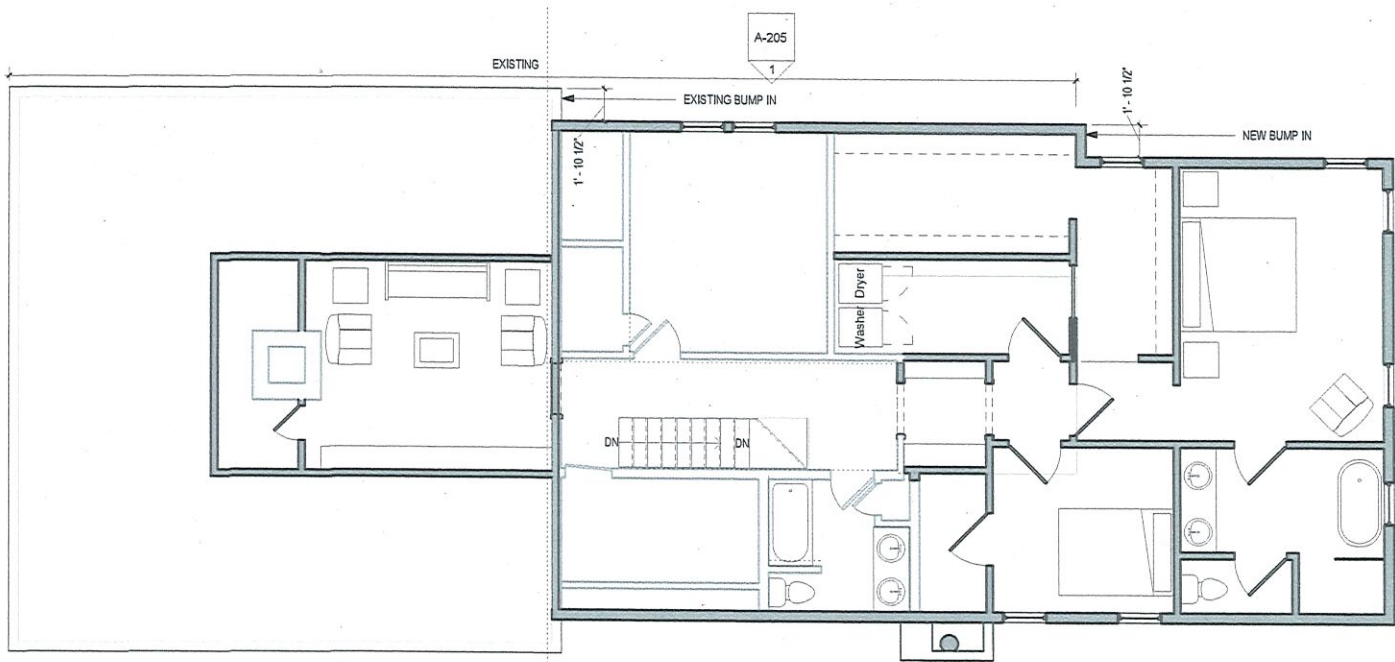 A-205
1
EXISTING
EXISTING BUMP IN
1' - 10 1/2"
NEW BUMP IN
1' - 10 1/2"
Washer Dryer
DN
DN